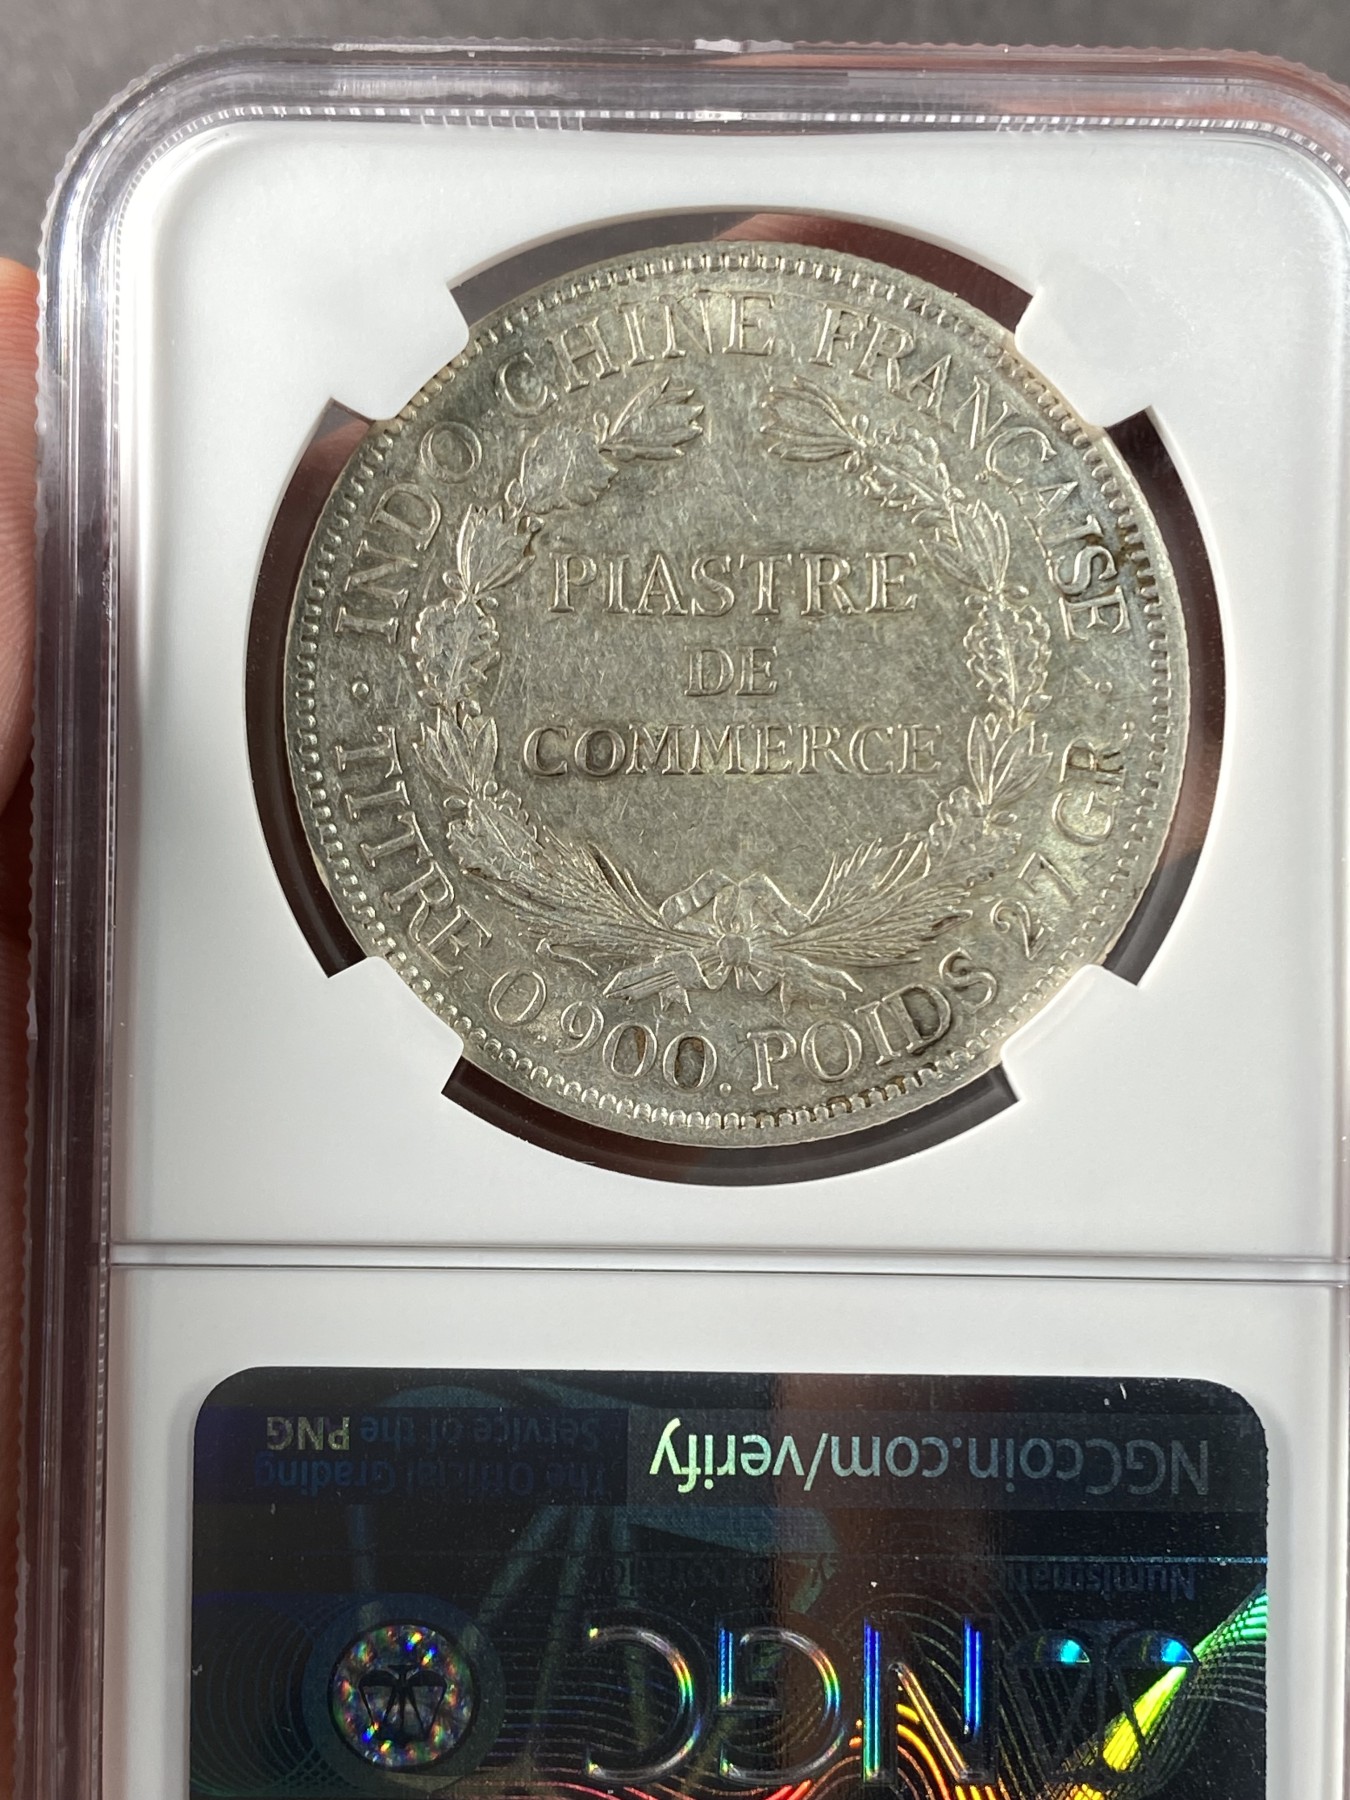 INDO CHINE FRANÇAISE
PIASTRE
DE
COMMERCE
TITRE 0.900. POIDS 27 GR.
NGCcoin.com/verify
The Official Grading
Service of the PNG
NGC